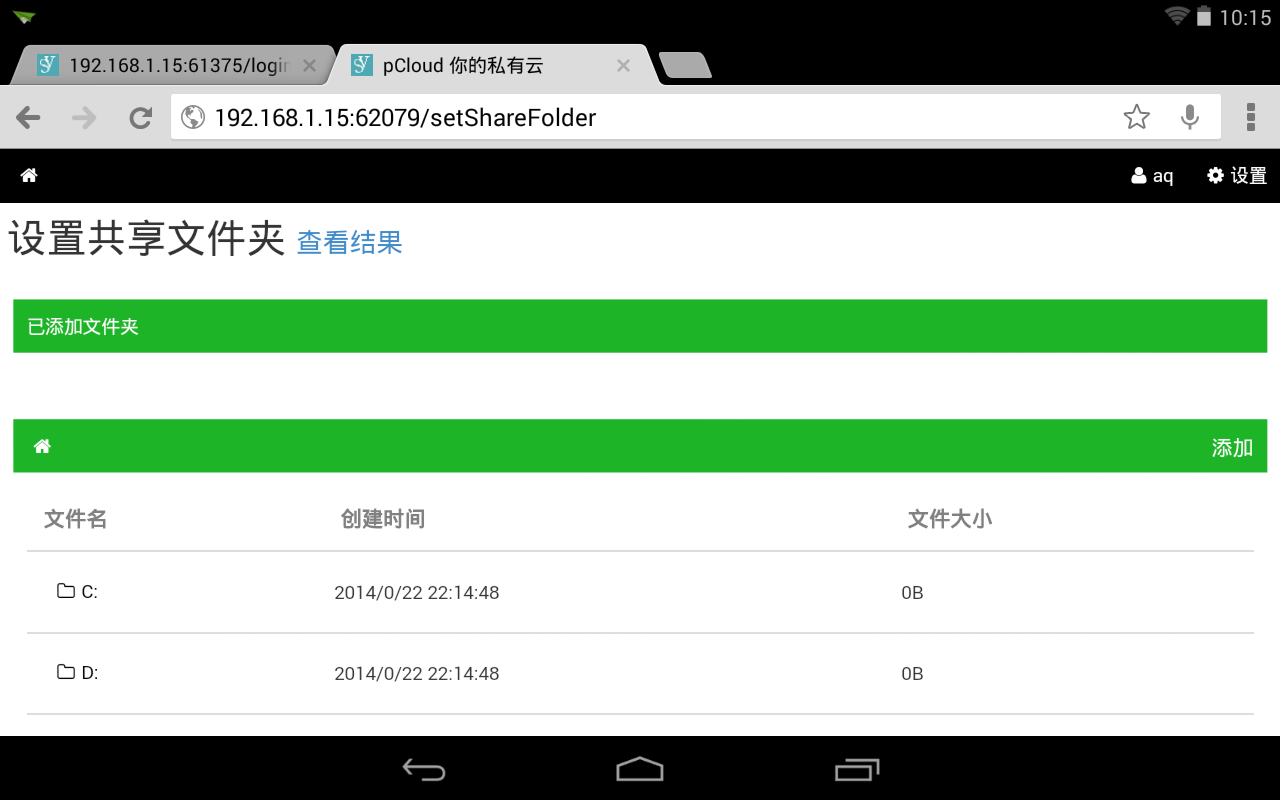 10:15
192.168.1.15:61375/login
pCloud 你的私有云
192.168.1.15:62079/setShareFolder
aq 设置
设置共享文件夹 查看结果
已添加文件夹
添加
文件名 创建时间 文件大小
C: 2014/0/22 22:14:48 0B
D: 2014/0/22 22:14:48 0B